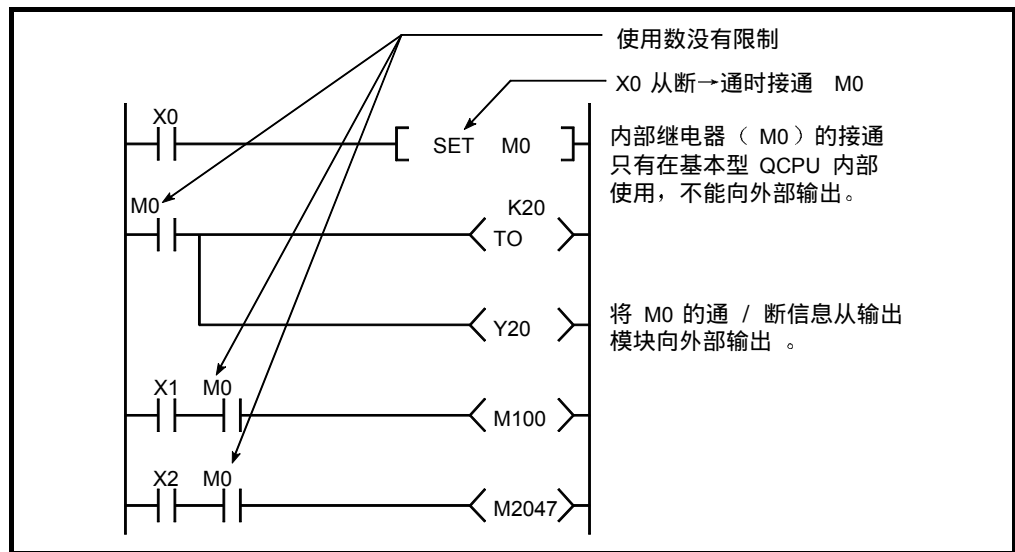 使用数没有限制
X0 从断→通时接通 M0
X0
SET M0
内部继电器（ M0）的接通
只有在基本型 QCPU 内部
使用，不能向外部输出。
M0
K20
TO
Y20
将 M0 的通 / 断信息从输出
模块向外部输出 。
X1 M0
M100
X2 M0
M2047